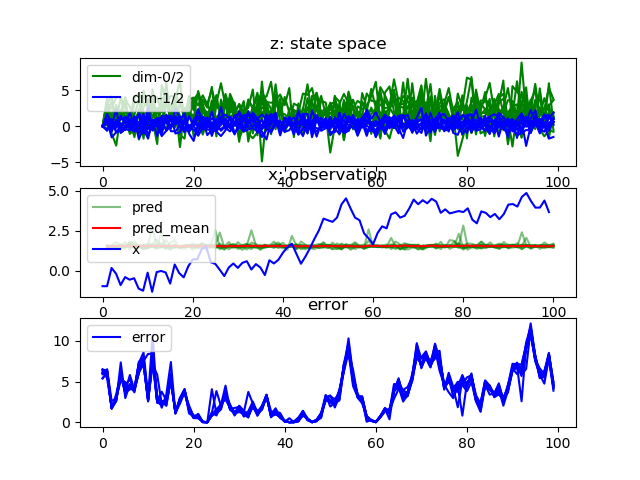 z: state space
5
0
−5
dim-0/2
dim-1/2
0 20 40 60 80 100
x: observation
5.0
2.5
0.0
pred
pred_mean
x
0 20 40 60 80 100
error
10
5
0
error
0 20 40 60 80 100